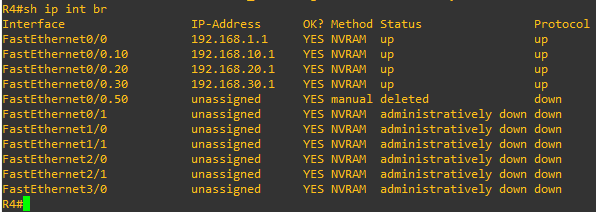 R4#sh ip int br
Interface IP-Address OK? Method Status Protocol
FastEthernet0/0 192.168.1.1 YES NVRAM up up
FastEthernet0/0.10 192.168.10.1 YES NVRAM up up
FastEthernet0/0.20 192.168.20.1 YES NVRAM up up
FastEthernet0/0.30 192.168.30.1 YES NVRAM up up
FastEthernet0/0.50 unassigned YES manual deleted down
FastEthernet0/1 unassigned YES NVRAM administratively down down
FastEthernet1/0 unassigned YES NVRAM administratively down down
FastEthernet1/1 unassigned YES NVRAM administratively down down
FastEthernet2/0 unassigned YES NVRAM administratively down down
FastEthernet2/1 unassigned YES NVRAM administratively down down
FastEthernet3/0 unassigned YES NVRAM administratively down down
R4#